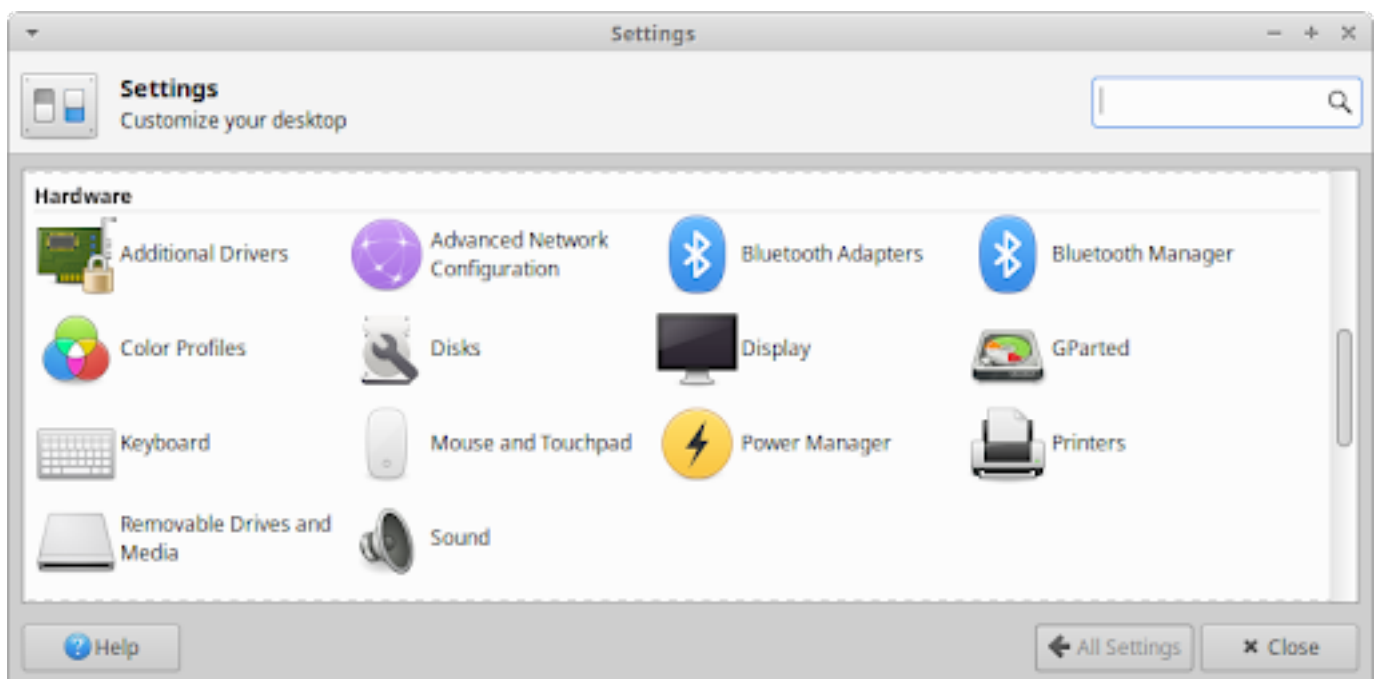 Settings
Settings
Customize your desktop
Hardware
Additional Drivers
Advanced Network
Configuration
Bluetooth Adapters
Bluetooth Manager
Color Profiles
Disks
Display
GParted
Keyboard
Mouse and Touchpad
Power Manager
Printers
Removable Drives and
Media
Sound
Help
All Settings
Close